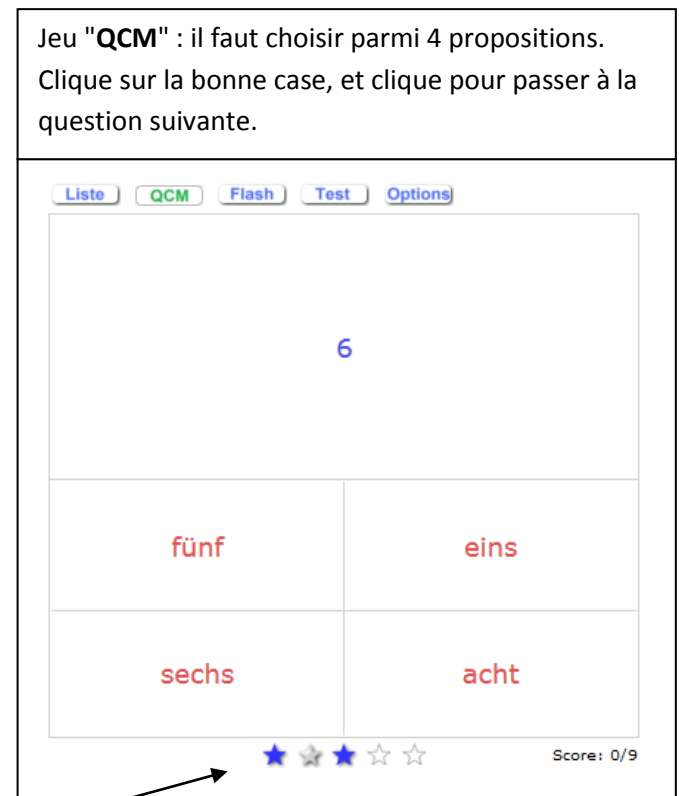 Jeu "QCM" : il faut choisir parmi 4 propositions.
Clique sur la bonne case, et clique pour passer à la
question suivante.
Liste QCM Flash Test Options
6
fünf eins
sechs acht
Score: 0/9